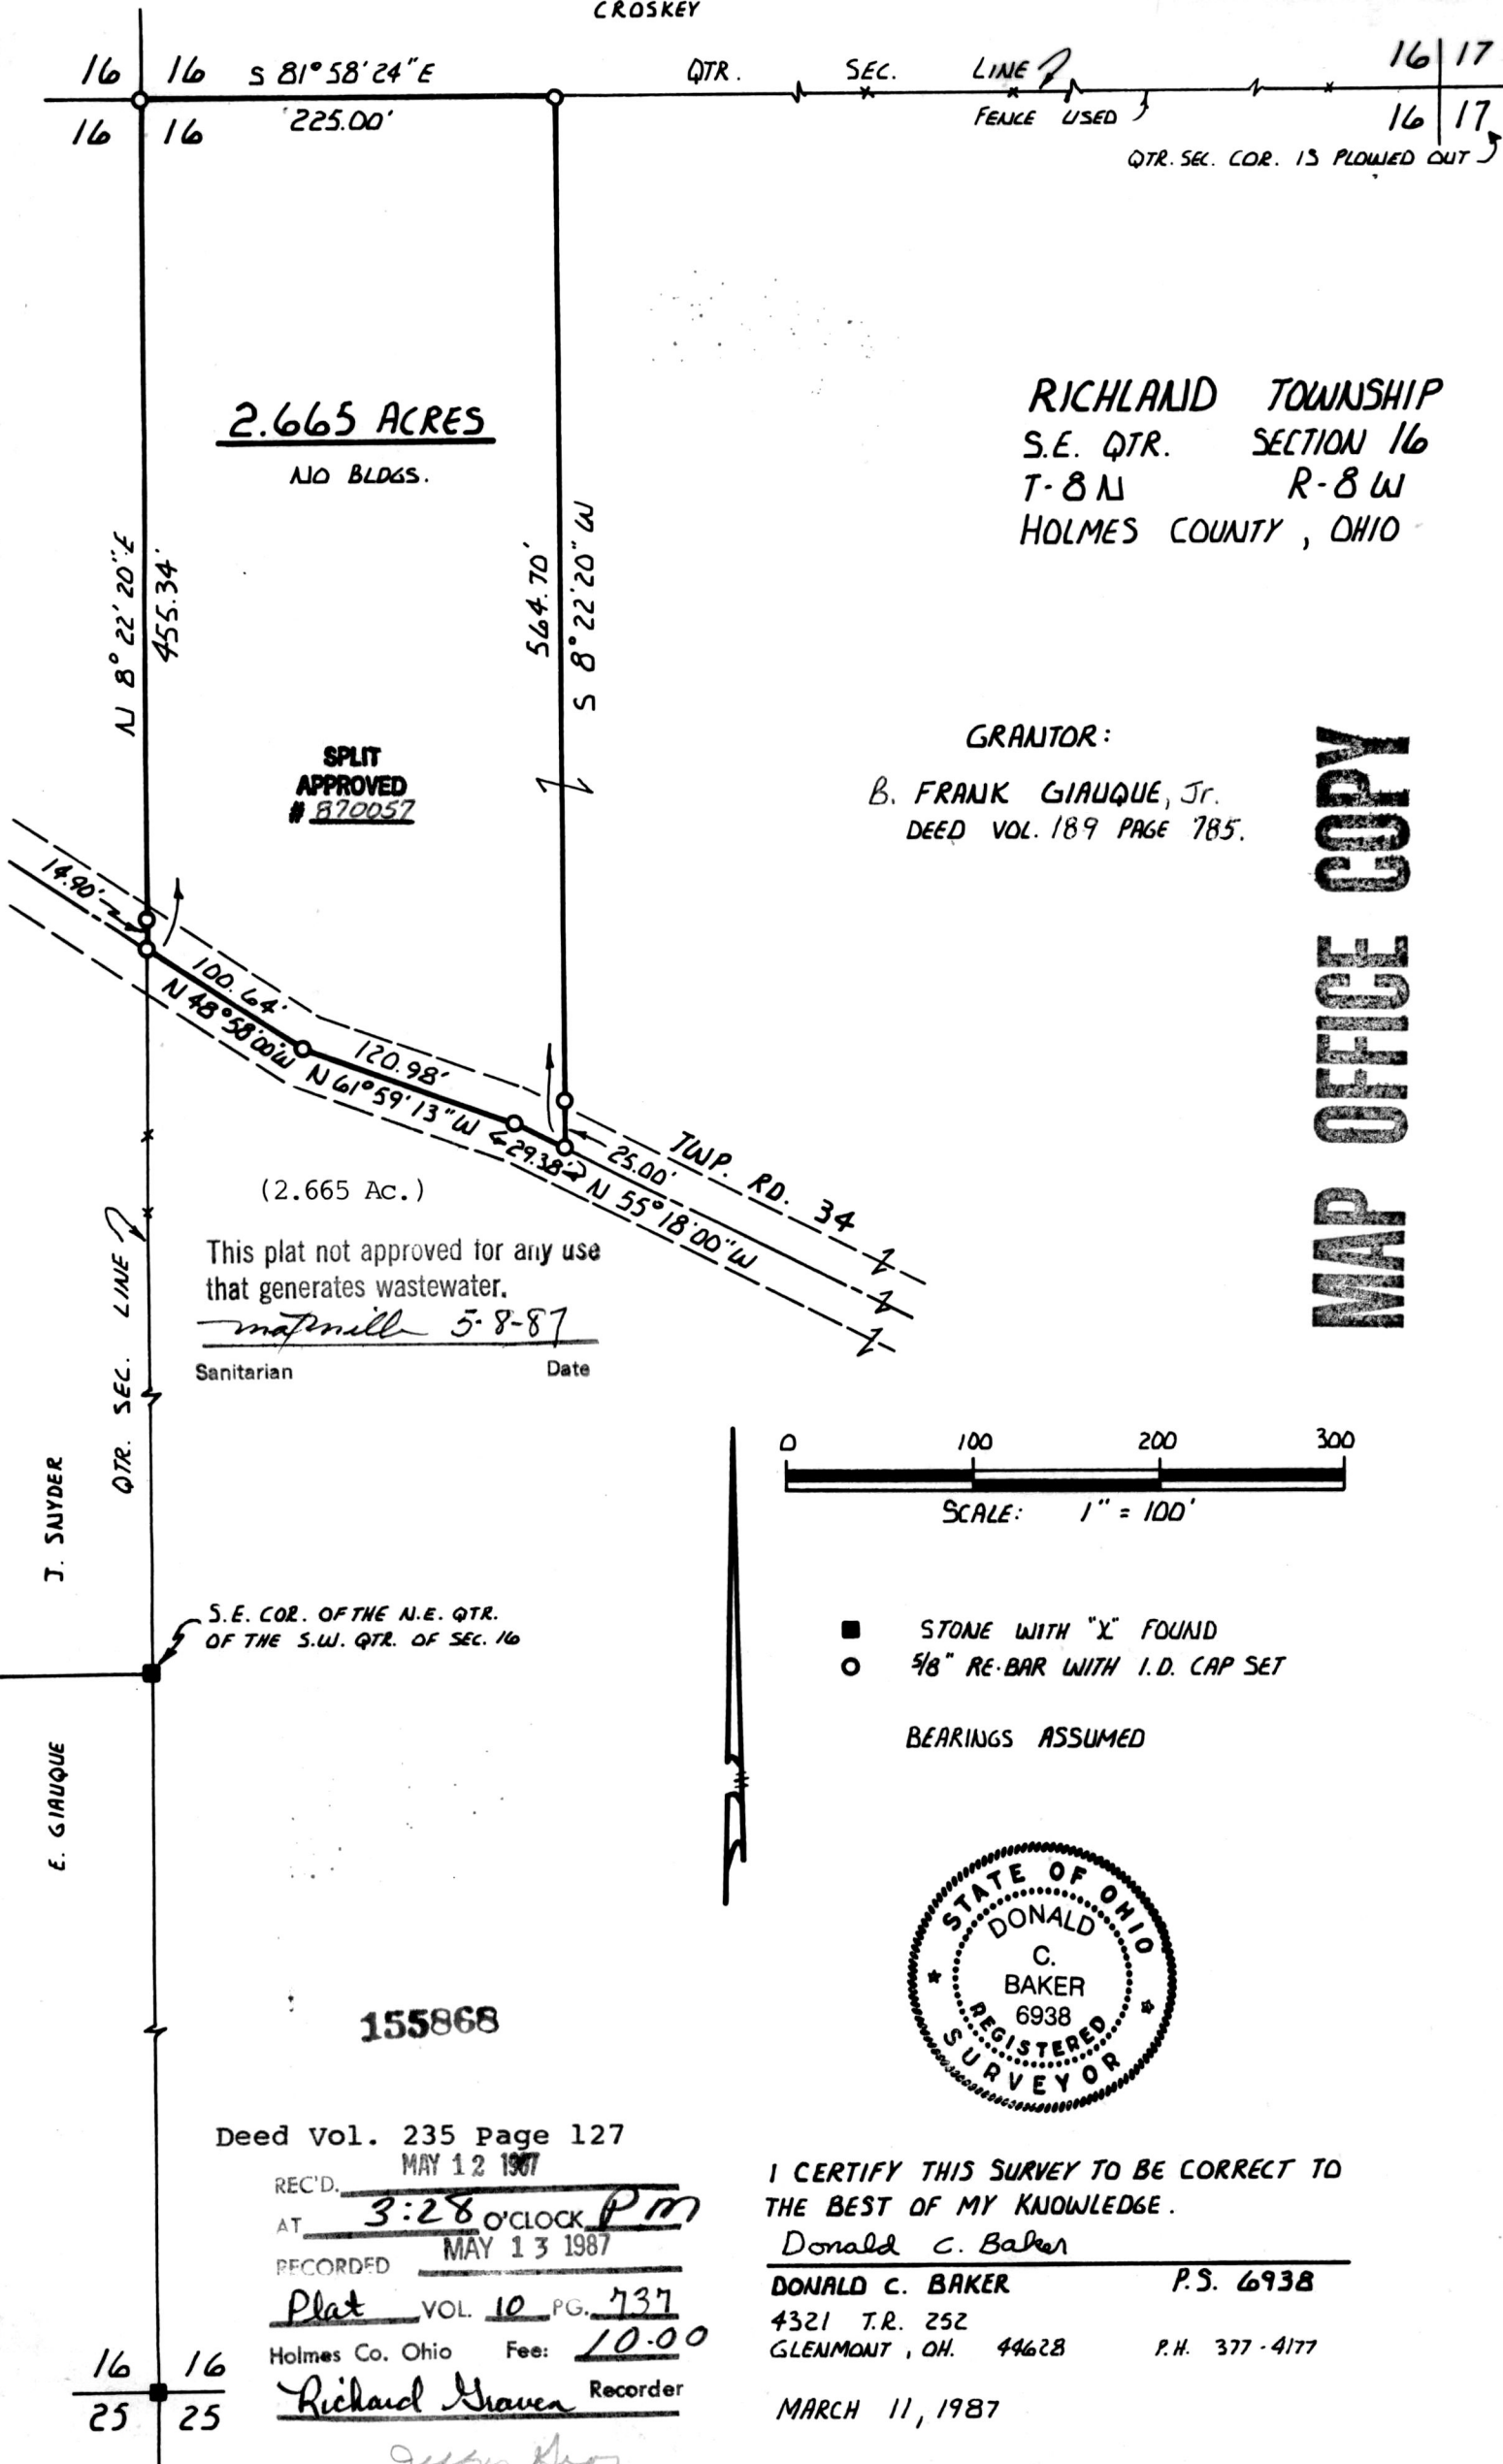 CROSKEY
16 16 S 81° 58' 24" E QTR. SEC. LINE 16 17
16 16 225.00' FENCE USED 16 17
QTR. SEC. COR. IS PLOWED OUT
2.665 ACRES
NO BLDGS.
RICHLAND TOWNSHIP
S.E. QTR. SECTION 16
T-8N R-8W
HOLMES COUNTY, OHIO
N 8° 22' 20" E
455.34'
564.70'
S 8° 22' 20" W
SPLIT
APPROVED
# 870057
GRANTOR:
B. FRANK GIAUQUE, Jr.
DEED VOL. 189 PAGE 785.
MAP OFFICE COPY
14.90'
100.64'
N 48° 58' 00" W
120.98'
N 61° 59' 13" W
29.38'
25.00'
N 55° 18' 00" W
TWP. RD. 34
(2.665 Ac.)
This plat not approved for any use
that generates wastewater.
5-8-87
Sanitarian Date
QTR. SEC. LINE
J. SNYDER
0 100 200 300
SCALE: 1" = 100'
S.E. COR. OF THE N.E. QTR.
OF THE S.W. QTR. OF SEC. 16
STONE WITH "X" FOUND
5/8" RE-BAR WITH I.D. CAP SET
BEARINGS ASSUMED
E. GIAUQUE
N
STATE OF OHIO
DONALD
C.
BAKER
6938
REGISTERED
SURVEYOR
155868
Deed Vol. 235 Page 127
REC'D. MAY 12 1987
AT 3:28 O'CLOCK Pm
RECORDED MAY 13 1987
Plat VOL. 10 PG. 737
Holmes Co. Ohio Fee: 10.00
Richard Graven Recorder
I CERTIFY THIS SURVEY TO BE CORRECT TO
THE BEST OF MY KNOWLEDGE.
Donald C. Baker
DONALD C. BAKER P.S. 6938
4321 T.R. 252
GLENMONT, OH. 44628 P.H. 377-4177
MARCH 11, 1987
16 16
25 25